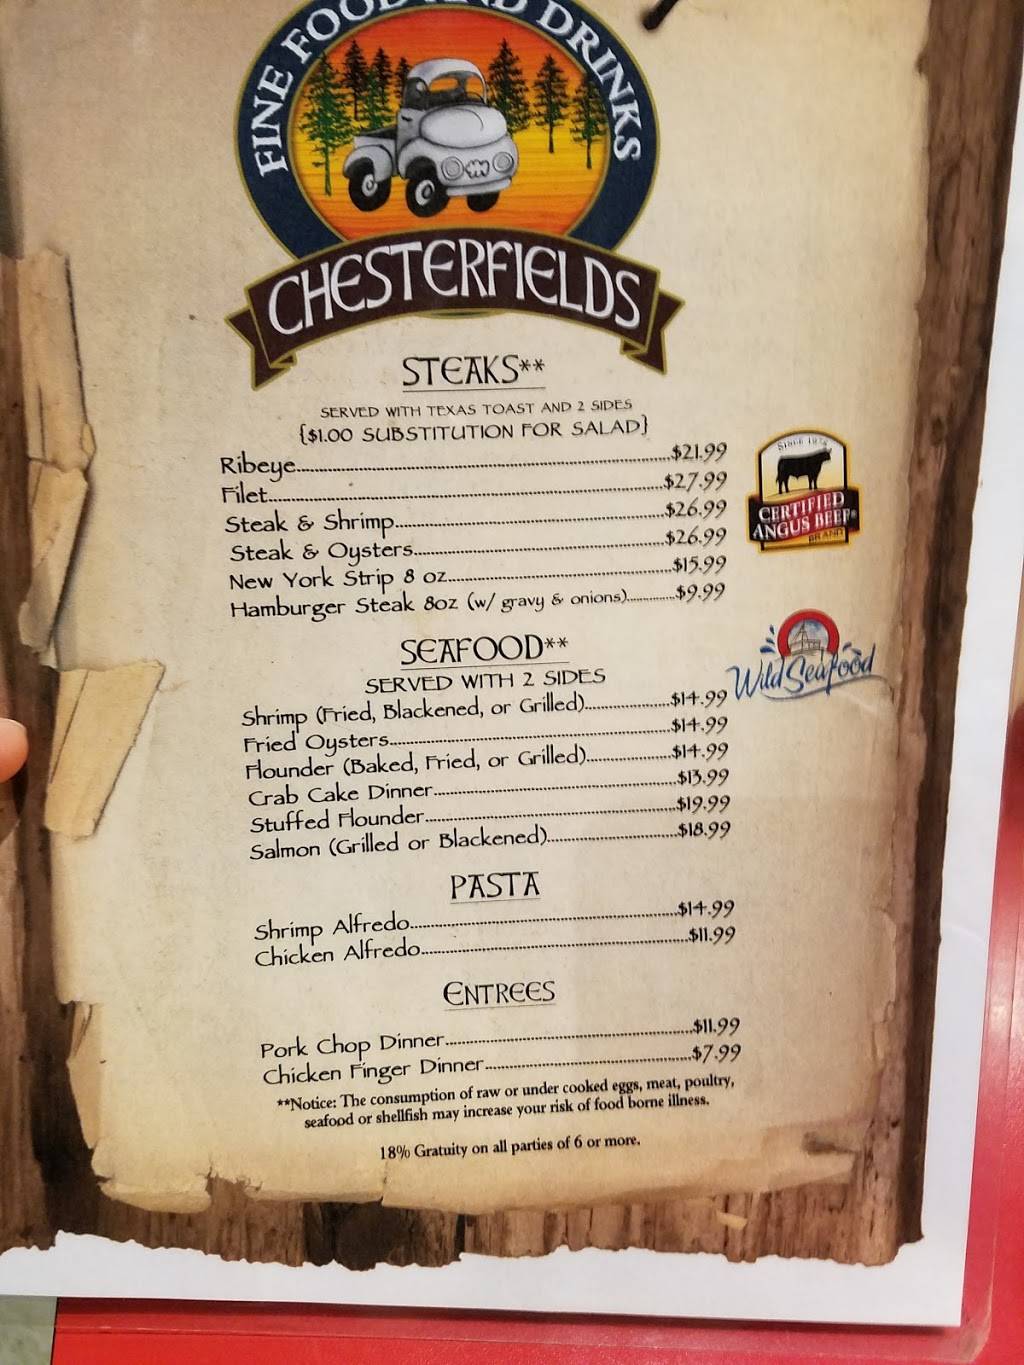 FINE FOOD AND DRINKS
CHESTERFIELDS
STEAKS**
SERVED WITH TEXAS TOAST AND 2 SIDES
{$1.00 SUBSTITUTION FOR SALAD}
Ribeye.....$21.99
Filet.....$27.99
Steak & Shrimp.....$26.99
Steak & Oysters.....$26.99
New York Strip 8 oz.....$15.99
Hamburger Steak 8oz (w/ gravy & onions).....$9.99
SINCE 1978
CERTIFIED
ANGUS BEEF®
BRAND
SEAFOOD**
SERVED WITH 2 SIDES
Shrimp (Fried, Blackened, or Grilled).....$14.99
Fried Oysters.....$14.99
Flounder (Baked, Fried, or Grilled).....$14.99
Crab Cake Dinner.....$13.99
Stuffed Flounder.....$19.99
Salmon (Grilled or Blackened).....$18.99
Wild Seafood
PASTA
Shrimp Alfredo.....$14.99
Chicken Alfredo.....$11.99
ENTREES
Pork Chop Dinner.....$11.99
Chicken Finger Dinner.....$7.99
**Notice: The consumption of raw or under cooked eggs, meat, poultry,
seafood or shellfish may increase your risk of food borne illness.
18% Gratuity on all parties of 6 or more.